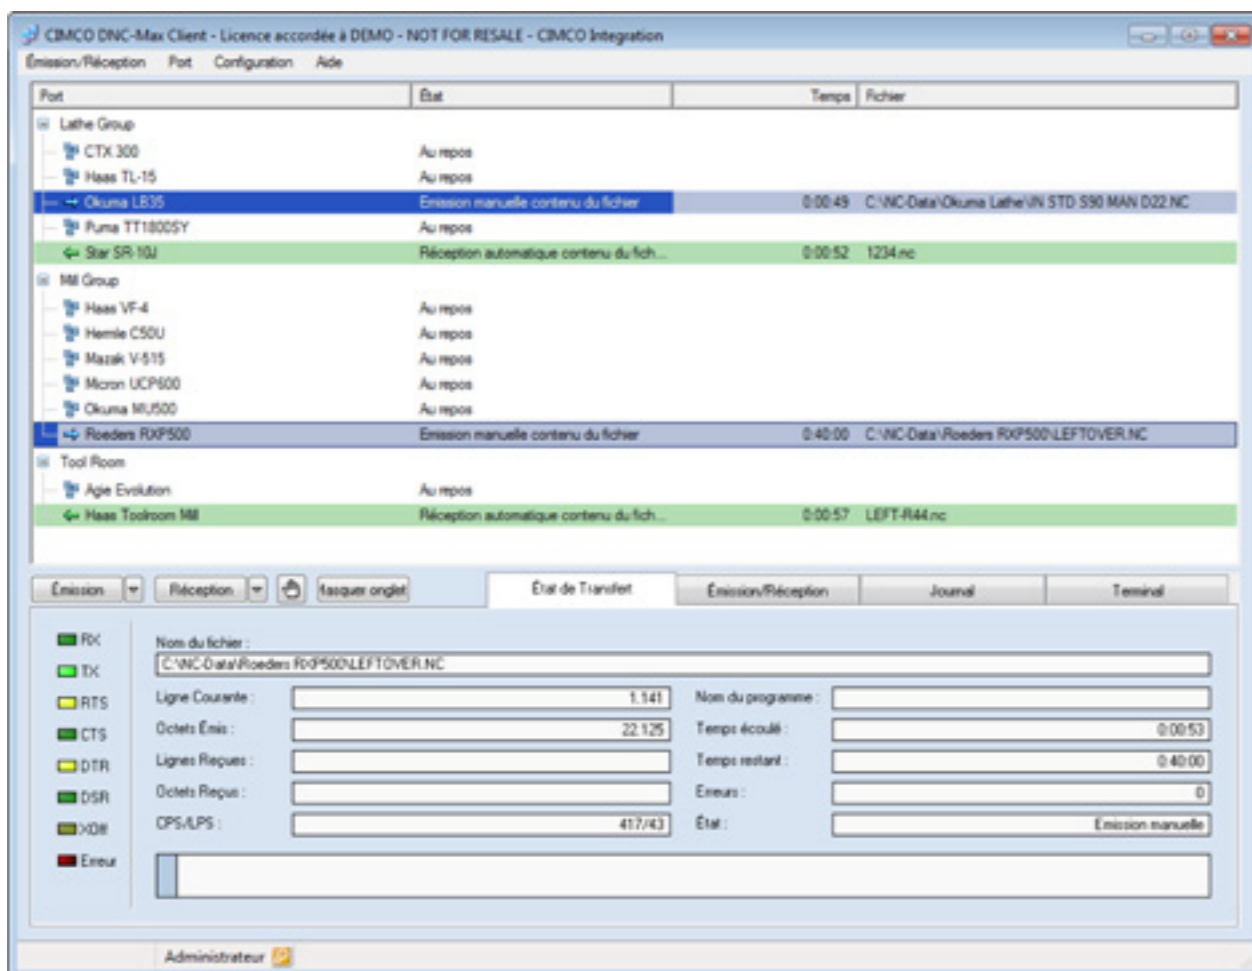 CIMCO DNC-Max Client - Licence accordée à DEMO - NOT FOR RESALE - CIMCO Integration
Émission/Réception Port Configuration Aide
Port État Temps Fichier
Lathe Group
CTX 300 Au repos
Haas TL-15 Au repos
Okuma LB35 Emission manuelle contenu du fichier 0:00:49 C:\NC-Data\Okuma Lathe\IN STD S90 MAN D22.NC
Puma TT1800SY Au repos
Star SR-10J Réception automatique contenu du fich... 0:00:52 1234.nc
Mill Group
Haas VF-4 Au repos
Hermle C50U Au repos
Mazak V-515 Au repos
Micron UCP600 Au repos
Okuma MU500 Au repos
Roeders RXP500 Emission manuelle contenu du fichier 0:40:00 C:\NC-Data\Roeders RXP500\LEFTOVER.NC
Tool Room
Agie Evolution Au repos
Haas Toolroom Mill Réception automatique contenu du fich... 0:00:57 LEFT-R44.nc
Émission Réception Masquer onglet État de Transfert Émission/Réception Journal Terminal
RX Nom du fichier :
C:\NC-Data\Roeders RXP500\LEFTOVER.NC
TX
RTS Ligne Courante : 1.141 Nom du programme :
CTS Octets Émis : 22.125 Temps écoulé : 0:00:53
DTR Lignes Reçues : Temps restant : 0:40:00
DSR Octets Reçus : Erreurs : 0
XOff CPS/LPS : 417/43 État : Emission manuelle
Erreur
Administrateur